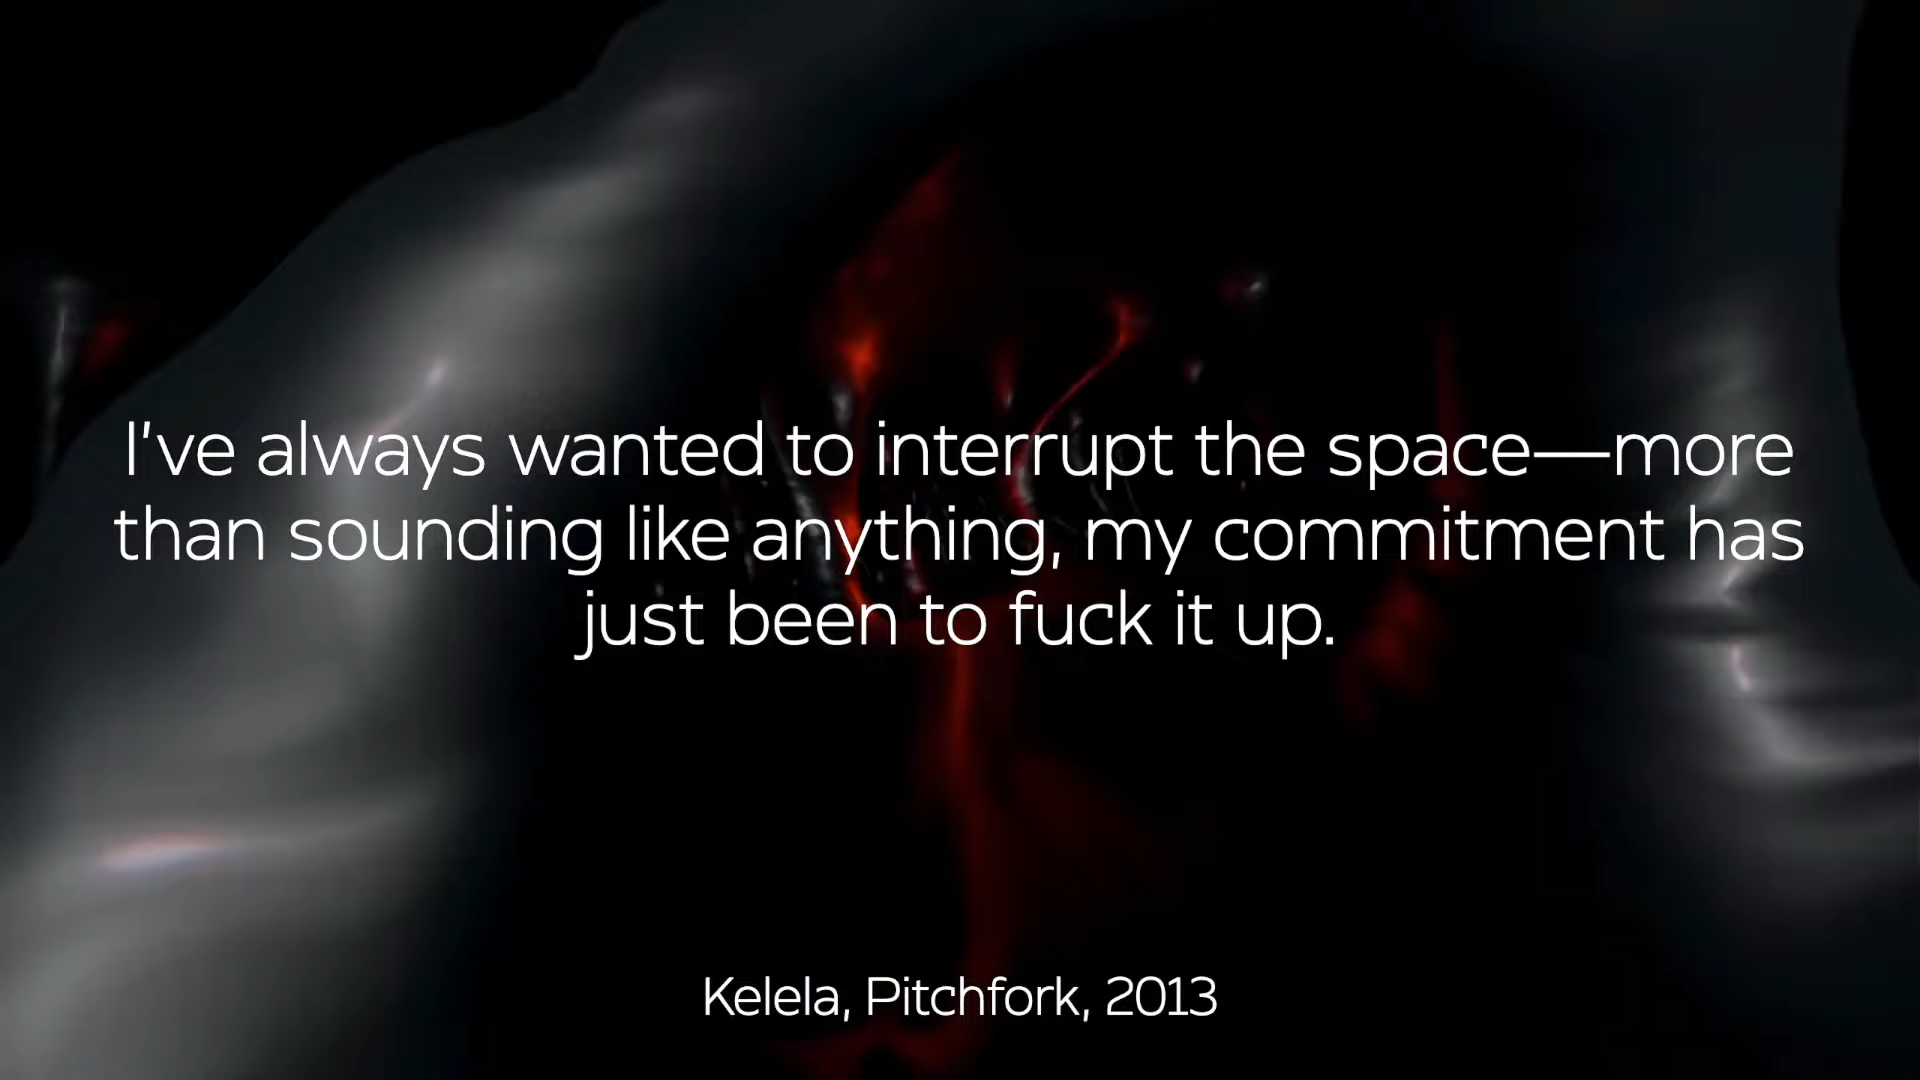 I've always wanted to interrupt the space—more
than sounding like anything, my commitment has
just been to fuck it up.
Kelela, Pitchfork, 2013